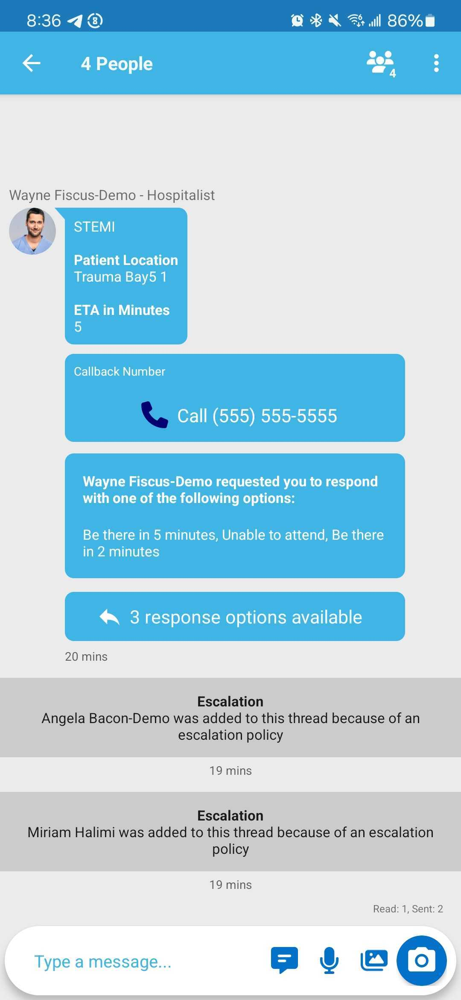 8:36
6
86%
4 People
4
Wayne Fiscus-Demo - Hospitalist
STEMI
Patient Location
Trauma Bay5 1
ETA in Minutes
5
Callback Number
Call (555) 555-5555
Wayne Fiscus-Demo requested you to respond
with one of the following options:
Be there in 5 minutes, Unable to attend, Be there
in 2 minutes
3 response options available
20 mins
Escalation
Angela Bacon-Demo was added to this thread because of an
escalation policy
19 mins
Escalation
Miriam Halimi was added to this thread because of an escalation
policy
19 mins
Read: 1, Sent: 2
Type a message...